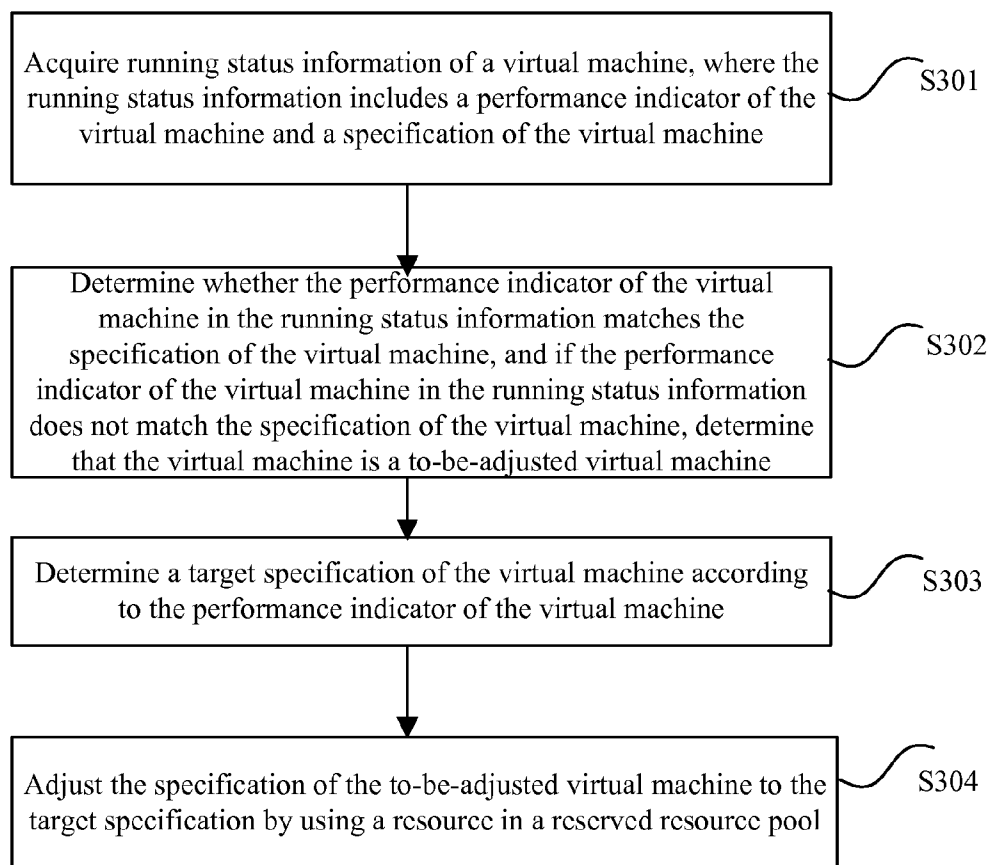 Acquire running status information of a virtual machine, where the
running status information includes a performance indicator of the
virtual machine and a specification of the virtual machine
S301
Determine whether the performance indicator of the virtual
machine in the running status information matches the
specification of the virtual machine, and if the performance
indicator of the virtual machine in the running status information
does not match the specification of the virtual machine, determine
that the virtual machine is a to-be-adjusted virtual machine
S302
Determine a target specification of the virtual machine according
to the performance indicator of the virtual machine
S303
Adjust the specification of the to-be-adjusted virtual machine to the
target specification by using a resource in a reserved resource pool
S304